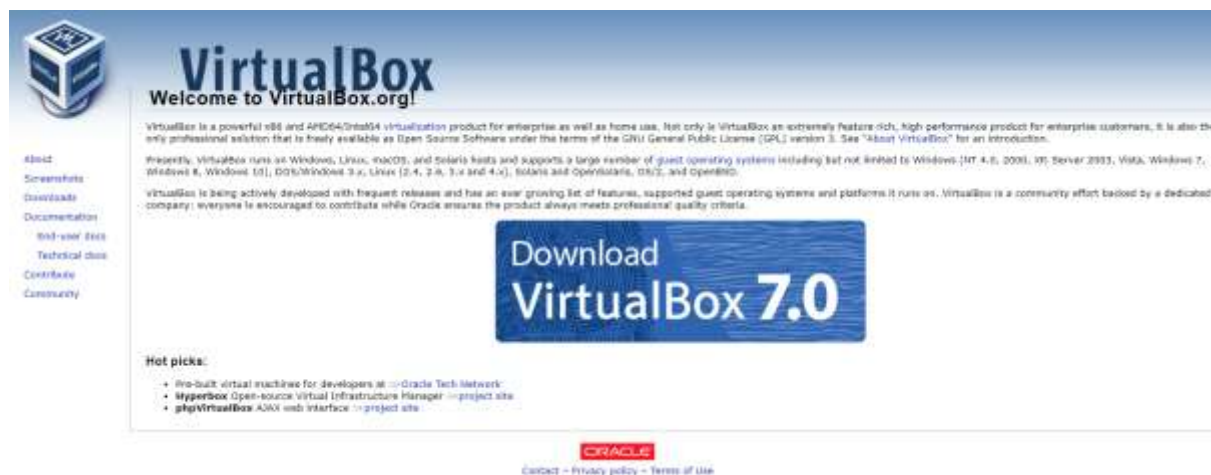 VirtualBox
Welcome to VirtualBox.org!
VirtualBox is a powerful x86 and AMD64/Intel64 virtualization product for enterprise as well as home use. Not only is VirtualBox an extremely feature rich, high performance product for enterprise customers, it is also the
only professional solution that is freely available as Open Source Software under the terms of the GNU General Public License (GPL) version 3. See "About VirtualBox" for an introduction.
Presently, VirtualBox runs on Windows, Linux, macOS, and Solaris hosts and supports a large number of guest operating systems including but not limited to Windows (NT 4.0, 2000, XP, Server 2003, Vista, Windows 7,
Windows 8, Windows 10), DOS/Windows 3.x, Linux (2.4, 2.6, 3.x and 4.x), Solaris and OpenSolaris, OS/2, and OpenBSD.
VirtualBox is being actively developed with frequent releases and has an ever growing list of features, supported guest operating systems and platforms it runs on. VirtualBox is a community effort backed by a dedicated
company: everyone is encouraged to contribute while Oracle ensures the product always meets professional quality criteria.
About
Screenshots
Downloads
Documentation
End-user docs
Technical docs
Contribute
Community
Download
VirtualBox 7.0
Hot picks:
• Pre-built virtual machines for developers at Oracle Tech Network
• Hyperbox Open-source Virtual Infrastructure Manager project site
• phpVirtualBox AJAX web interface project site
ORACLE
Contact – Privacy policy – Terms of Use